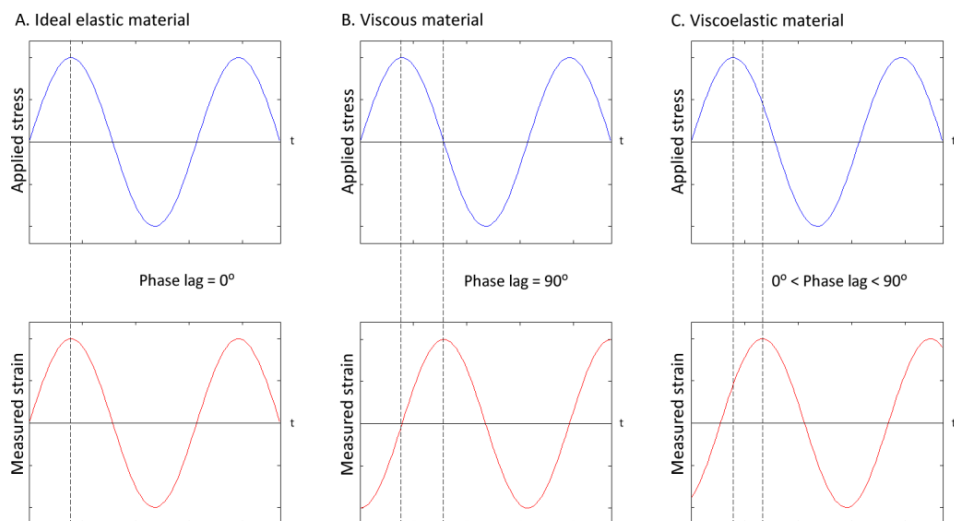 A. Ideal elastic material
B. Viscous material
C. Viscoelastic material
Applied stress
t
Applied stress
t
Applied stress
t
Phase lag = 0°
Phase lag = 90°
0° < Phase lag < 90°
Measured strain
t
Measured strain
t
Measured strain
t